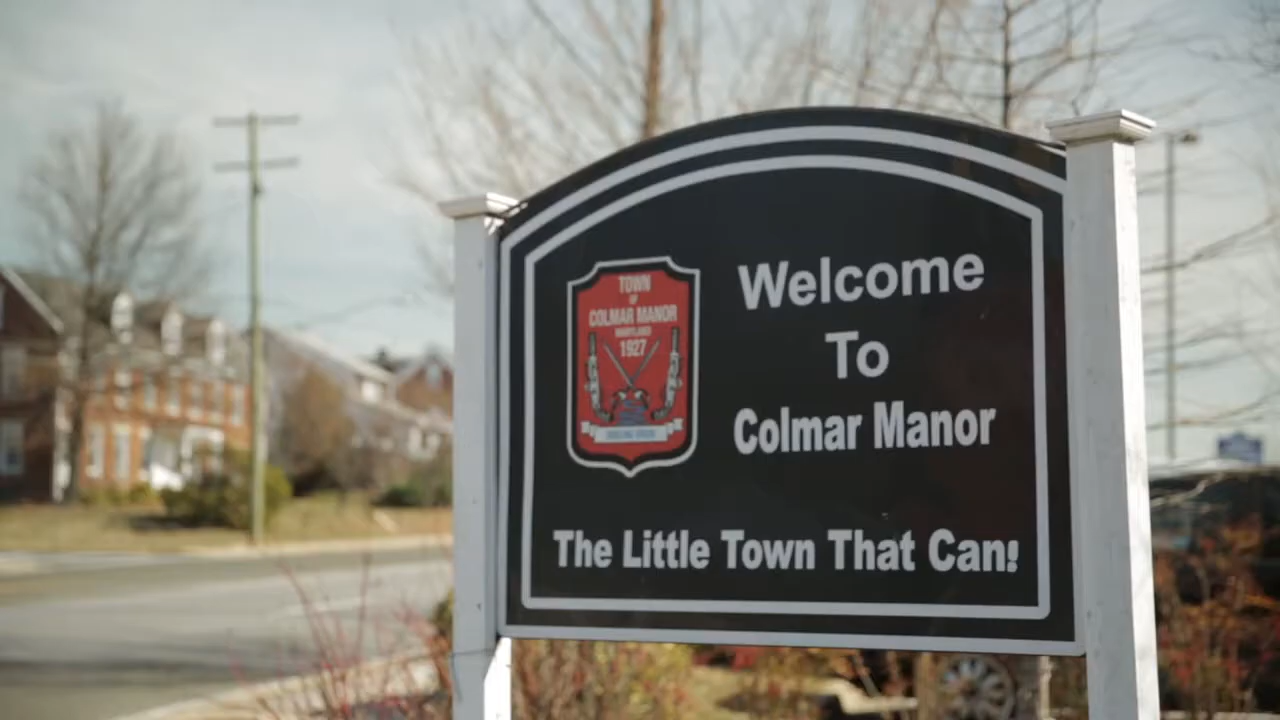 TOWN
OF
COLMAR MANOR
MARYLAND
1927
Welcome
To
Colmar Manor
The Little Town That Can!